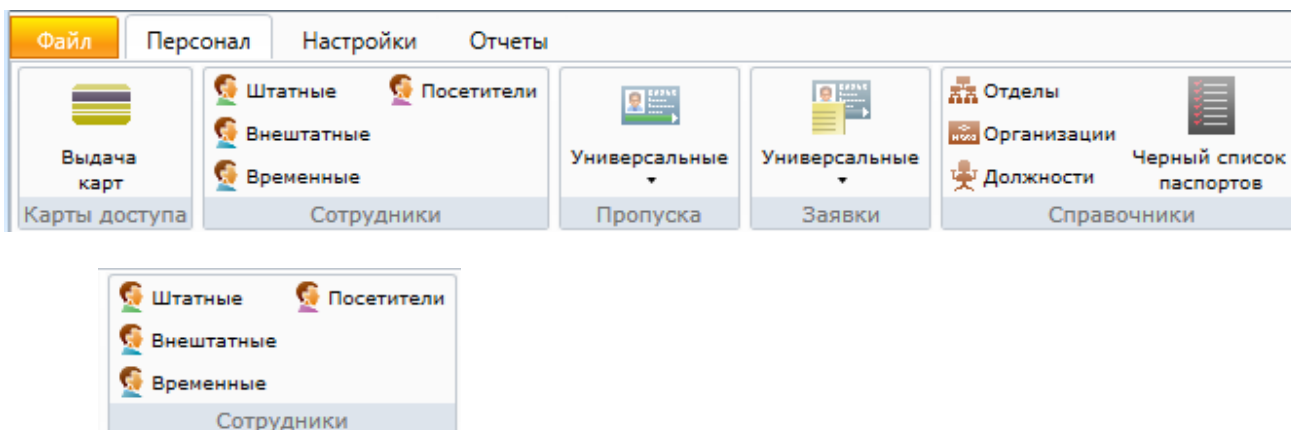 Файл Персонал Настройки Отчеты
Штатные Посетители Отделы
Внештатные Организации
Выдача Универсальные Универсальные Черный список
карт Временные Должности паспортов
Карты доступа Сотрудники Пропуска Заявки Справочники
Штатные Посетители
Внештатные
Временные
Сотрудники